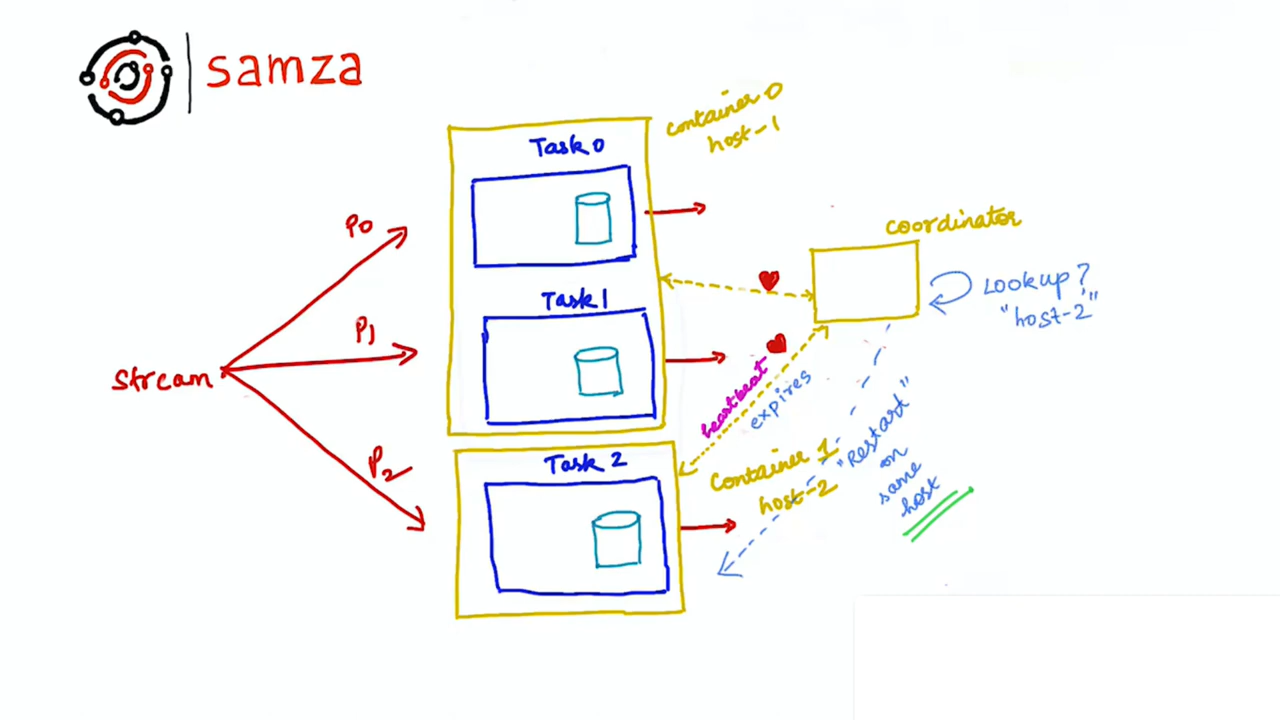 samza
container 0
host-1
Task 0
P0
coordinator
Lookup?
"host-2"
Task 1
P1
Stream
heartbeat
expires
"Restart"
on
same
host
P2
Task 2
Container 1
host-2